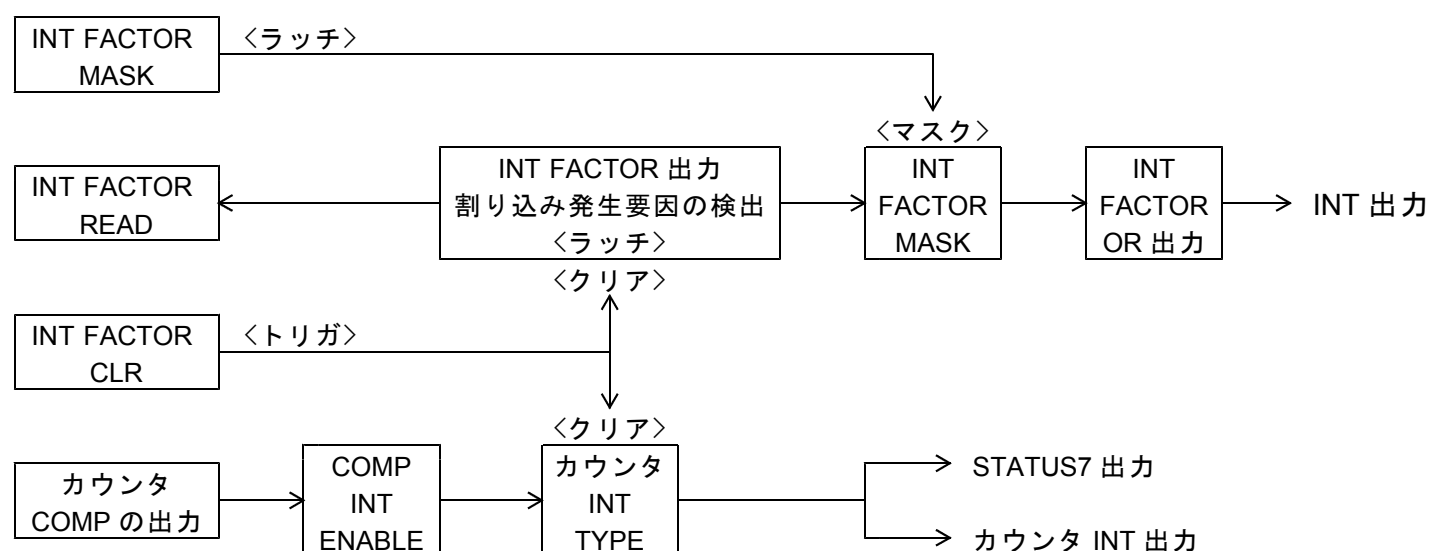 INT FACTOR
MASK
〈ラッチ〉
〈マスク〉
INT FACTOR
READ
INT FACTOR 出力
割り込み発生要因の検出
〈ラッチ〉
〈クリア〉
INT
FACTOR
MASK
INT
FACTOR
OR 出力
INT 出力
INT FACTOR
CLR
〈トリガ〉
〈クリア〉
カウンタ
COMP の出力
COMP
INT
ENABLE
カウンタ
INT
TYPE
STATUS7 出力
カウンタ INT 出力